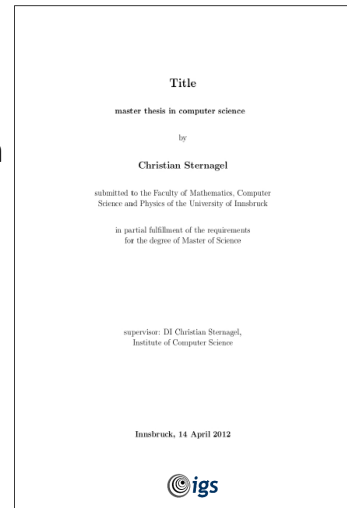 Title
master thesis in computer science
by
Christian Sternagel
submitted to the Faculty of Mathematics, Computer
Science and Physics of the University of Innsbruck
in partial fulfillment of the requirements
for the degree of Master of Science
supervisor: DI Christian Sternagel,
Institute of Computer Science
Innsbruck, 14 April 2012
igs